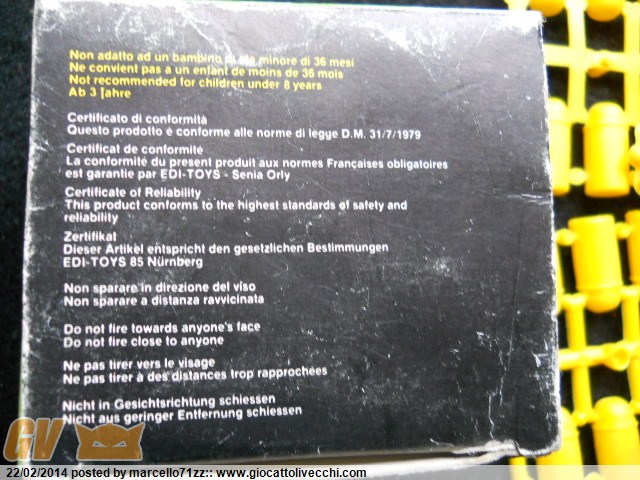 Non adatto ad un bambino di età minore di 36 mesi
Ne convient pas a un enfant de moins de 36 mois
Not recommended for children under 8 years
Ab 3 Jahre
Certificato di conformità
Questo prodotto è conforme alle norme di legge D.M. 31/7/1979
Certificat de conformité
La conformité du present produit aux normes Françaises obligatoires
est garantie par EDI-TOYS - Senia Orly
Certificate of Reliability
This product conforms to the highest standards of safety and
reliability
Zertifikat
Dieser Artikel entspricht den gesetzlichen Bestimmungen
EDI-TOYS 85 Nürnberg
Non sparare in direzione del viso
Non sparare a distanza ravvicinata
Do not fire towards anyone's face
Do not fire close to anyone
Ne pas tirer vers le visage
Ne pas tirer à des distances trop rapprochées
Nicht in Gesichtsrichtung schiessen
Nicht aus geringer Entfernung schiessen
GV
22/02/2014 posted by marcello71zz:: www.giocattolivecchi.com